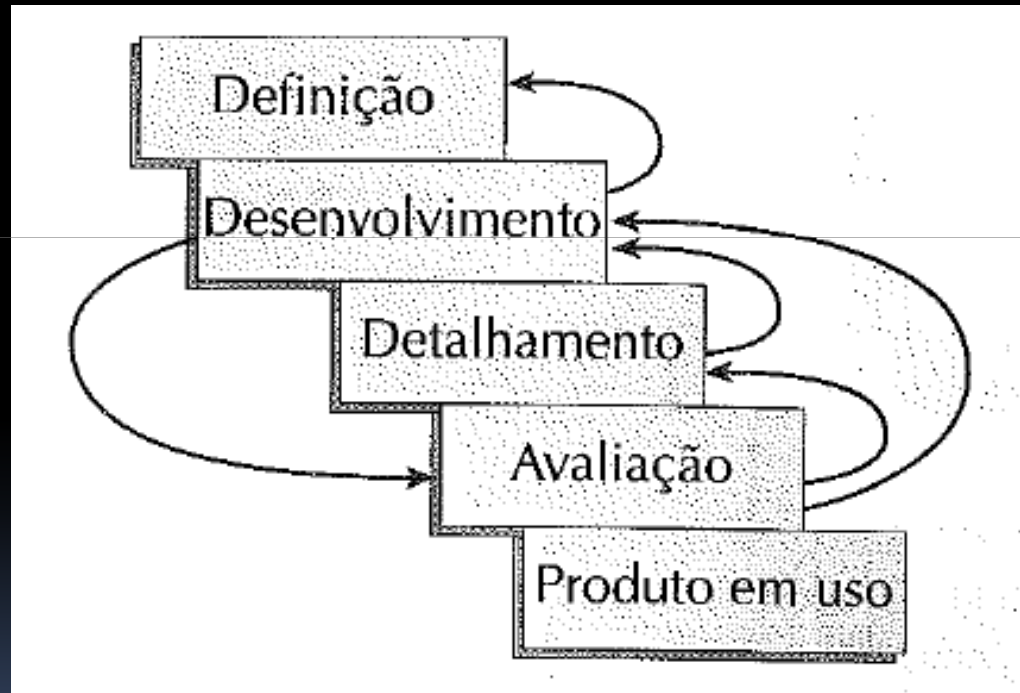 Definição
Desenvolvimento
Detalhamento
Avaliação
Produto em uso